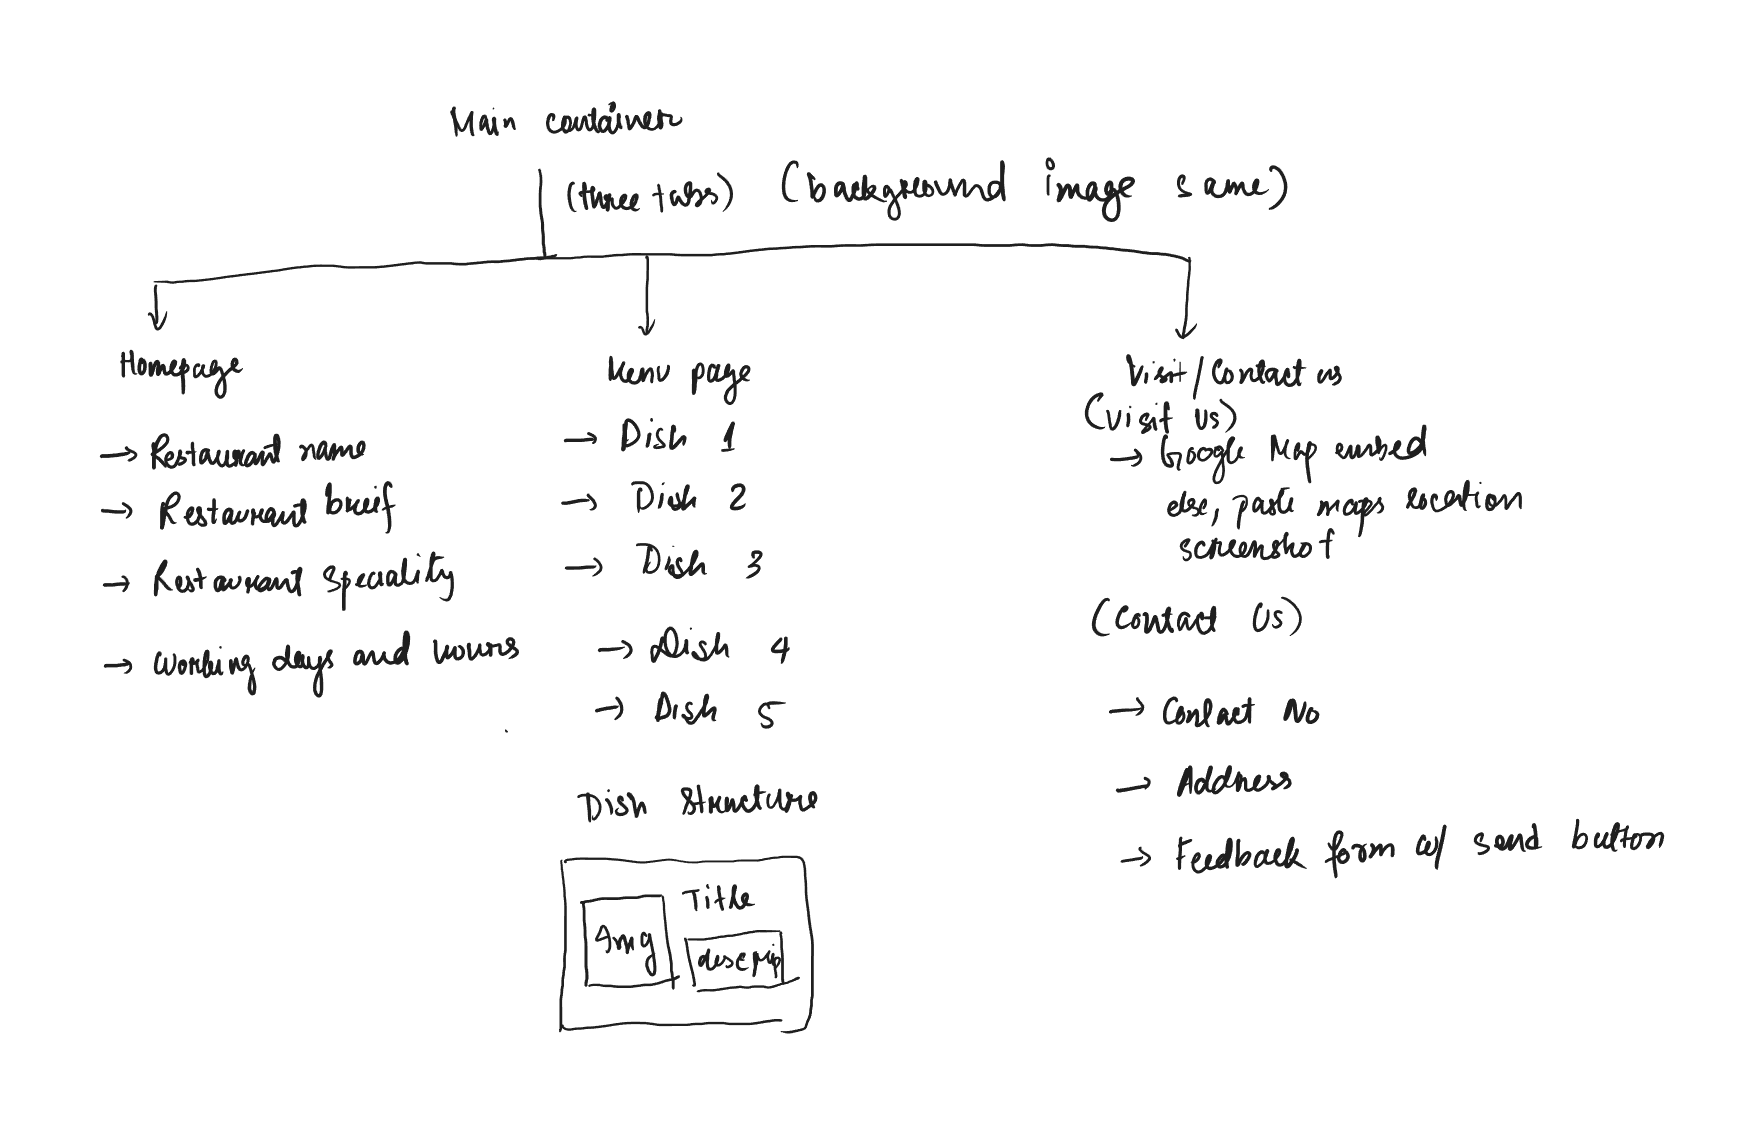 Main container
(three tabs) (background image same)
Homepage
→ Restaurant name
→ Restaurant brief
→ Restaurant Speciality
→ Working days and hours
Menu page
→ Dish 1
→ Dish 2
→ Dish 3
→ Dish 4
→ Dish 5
Dish Structure
Img
Title
descrip
Visit/Contact us
(Visit Us)
→ Google Map embed
else, paste maps location
screenshot
(Contact Us)
→ Contact No
→ Address
→ Feedback form w/ send button